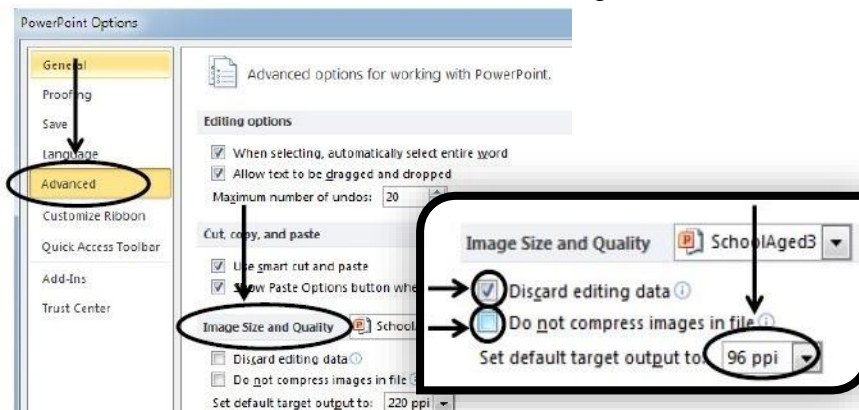 PowerPoint Options
General
Proofing
Save
Language
Advanced
Customize Ribbon
Quick Access Toolbar
Add-Ins
Trust Center
Advanced options for working with PowerPoint.
Editing options
When selecting, automatically select entire word
Allow text to be dragged and dropped
Maximum number of undos: 20
Cut, copy, and paste
Use smart cut and paste
Show Paste Options button
Image Size and Quality
Discard editing data
Do not compress images in file
Set default target output to: 220 ppi
Image Size and Quality SchoolAged3
Discard editing data
Do not compress images in file
Set default target output to: 96 ppi